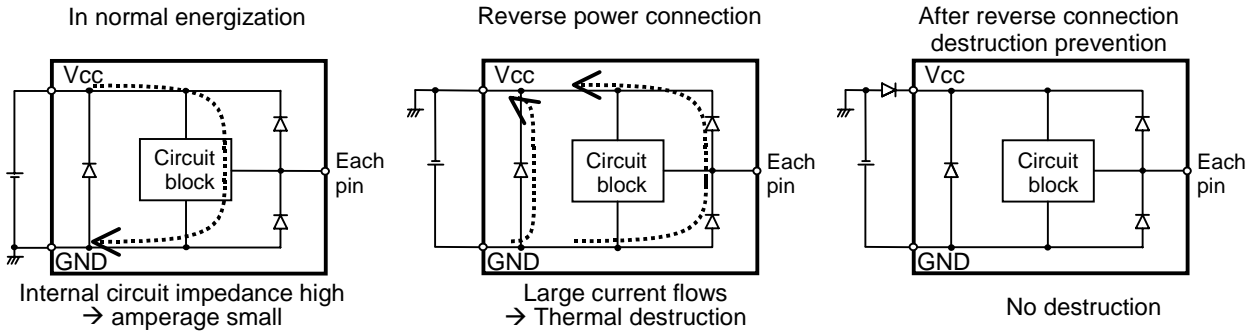 In normal energization
Vcc
Circuit
block
Each
pin
GND
Internal circuit impedance high
→ amperage small
Reverse power connection
Vcc
Circuit
block
Each
pin
GND
Large current flows
→ Thermal destruction
After reverse connection
destruction prevention
Vcc
Circuit
block
Each
pin
GND
No destruction